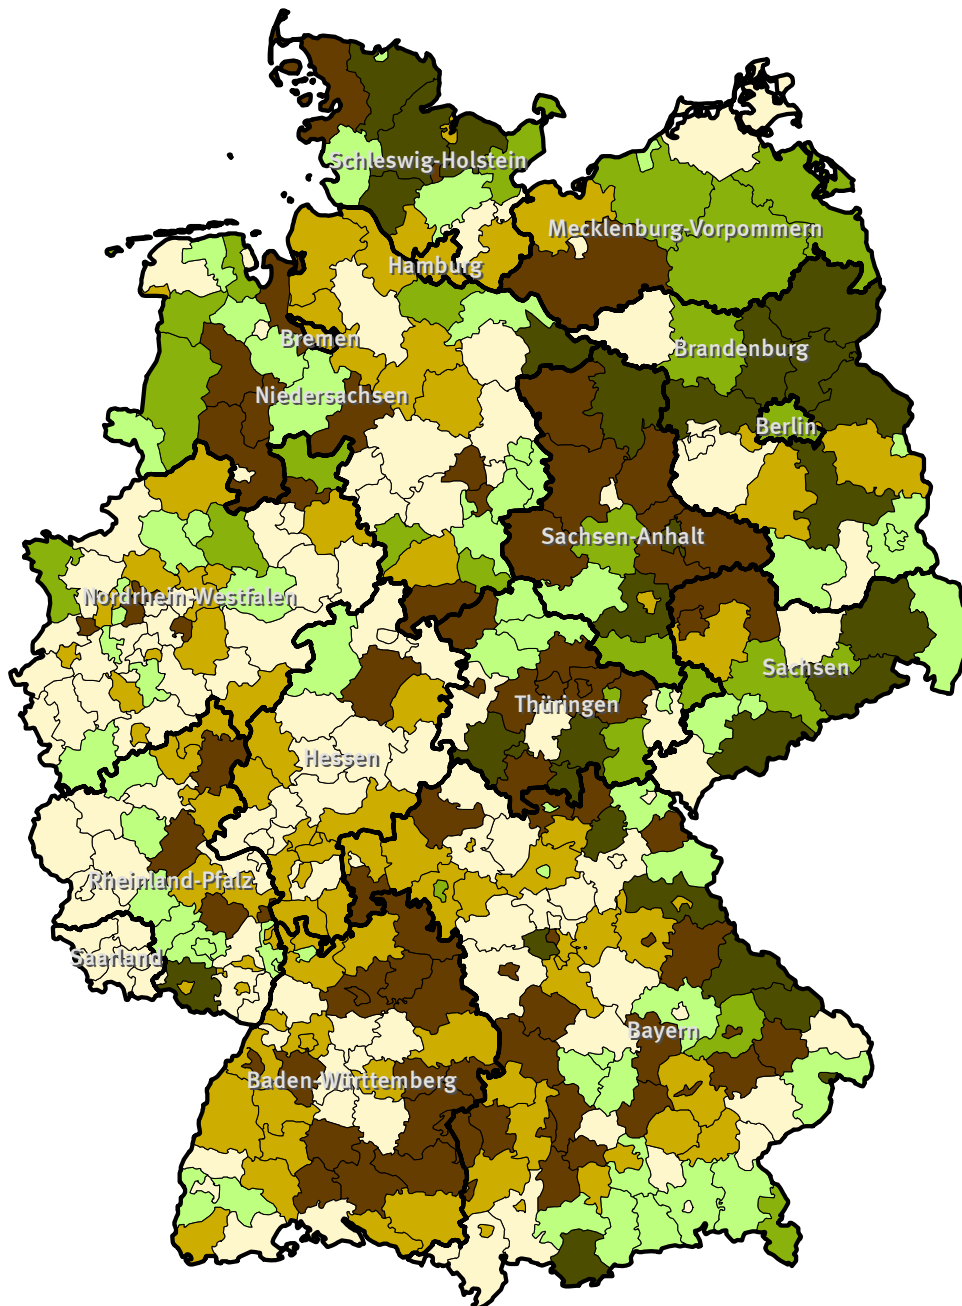 Schleswig-Holstein
Mecklenburg-Vorpommern
Hamburg
Bremen
Brandenburg
Niedersachsen
Berlin
Sachsen-Anhalt
Nordrhein-Westfalen
Sachsen
Thüringen
Hessen
Rheinland-Pfalz
Saarland
Bayern
Baden-Württemberg